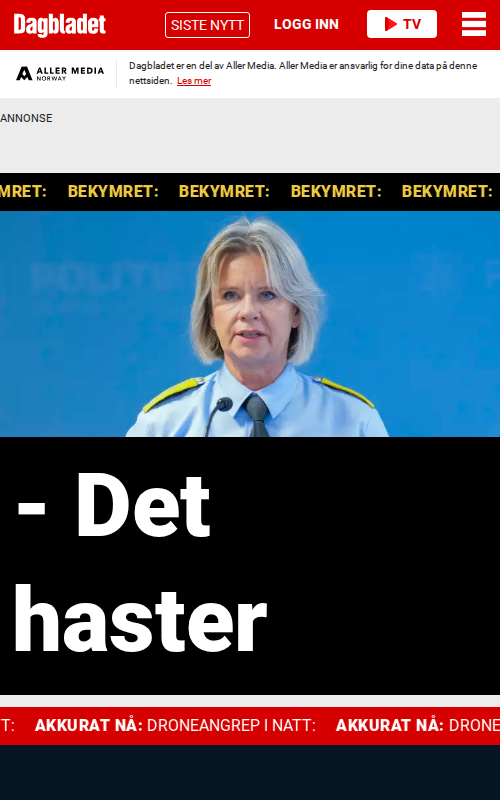 Dagbladet
SISTE NYTT
LOGG INN
TV
ALLER MEDIA
NORWAY
Dagbladet er en del av Aller Media. Aller Media er ansvarlig for dine data på denne
nettsiden. Les mer
ANNONSE
MRET: BEKYMRET: BEKYMRET: BEKYMRET: BEKYMRET:
POLITI
- Det
haster
T: AKKURAT NÅ: DRONEANGREP I NATT: AKKURAT NÅ: DRONE